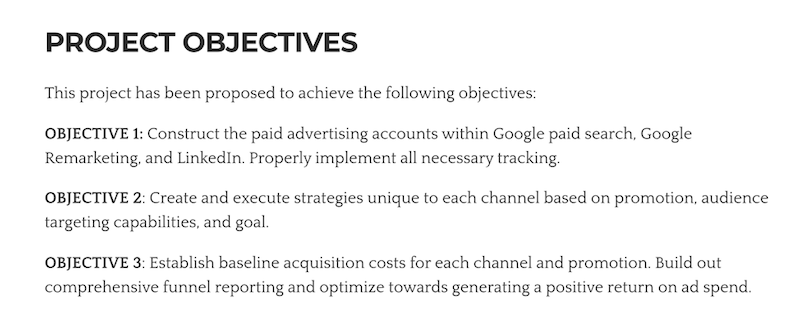 PROJECT OBJECTIVES
This project has been proposed to achieve the following objectives:
OBJECTIVE 1: Construct the paid advertising accounts within Google paid search, Google
Remarketing, and LinkedIn. Properly implement all necessary tracking.
OBJECTIVE 2: Create and execute strategies unique to each channel based on promotion, audience
targeting capabilities, and goal.
OBJECTIVE 3: Establish baseline acquisition costs for each channel and promotion. Build out
comprehensive funnel reporting and optimize towards generating a positive return on ad spend.